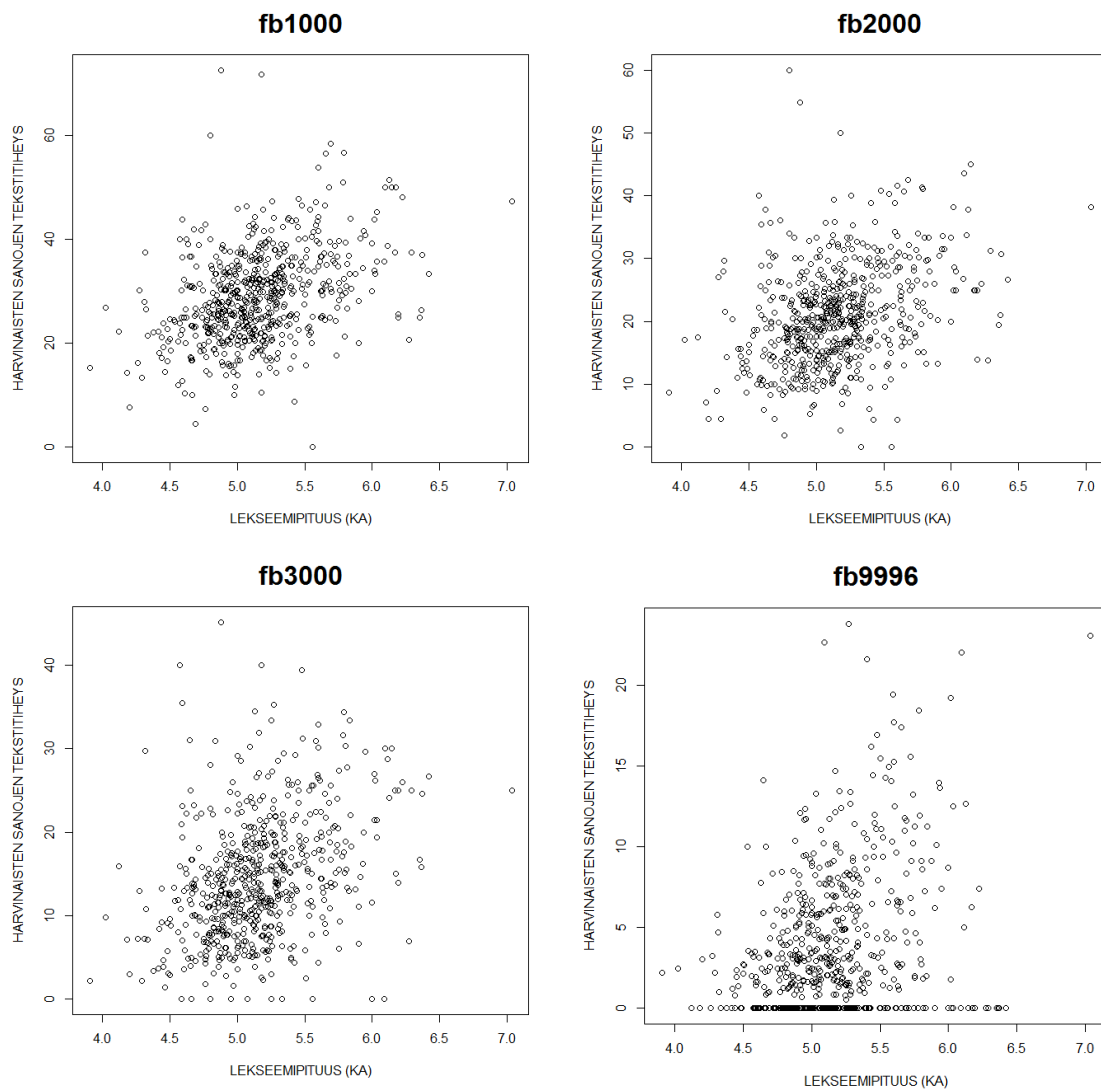 fb1000
HARVINAISTEN SANOJEN TEKSTITIHEYS
60
40
20
0
4.0 4.5 5.0 5.5 6.0 6.5 7.0
LEKSEEMIPITUUS (KA)
fb2000
HARVINAISTEN SANOJEN TEKSTITIHEYS
60
50
40
30
20
10
0
4.0 4.5 5.0 5.5 6.0 6.5 7.0
LEKSEEMIPITUUS (KA)
fb3000
HARVINAISTEN SANOJEN TEKSTITIHEYS
40
30
20
10
0
4.0 4.5 5.0 5.5 6.0 6.5 7.0
LEKSEEMIPITUUS (KA)
fb9996
HARVINAISTEN SANOJEN TEKSTITIHEYS
20
15
10
5
0
4.0 4.5 5.0 5.5 6.0 6.5 7.0
LEKSEEMIPITUUS (KA)